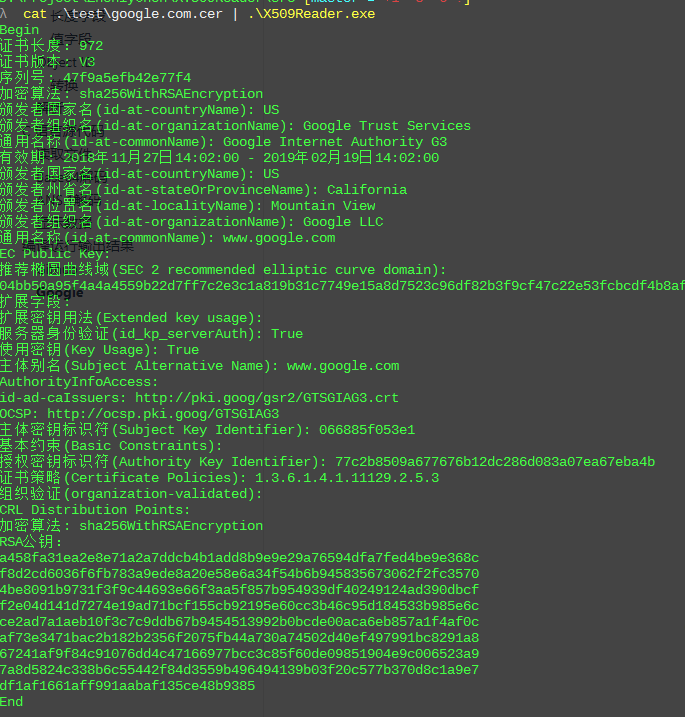 λ cat .\test\google.com.cer | .\X509Reader.exe
Begin
证书长度: 972
证书版本: V3
序列号: 47f9a5efb42e77f4
加密算法: sha256WithRSAEncryption
颁发者国家名(id-at-countryName): US
颁发者组织名(id-at-organizationName): Google Trust Services
通用名称(id-at-commonName): Google Internet Authority G3
有效期: 2018年11月27日14:02:00 - 2019年02月19日14:02:00
颁发者国家名(id-at-countryName): US
颁发者州省名(id-at-stateOrProvinceName): California
颁发者位置名(id-at-localityName): Mountain View
颁发者组织名(id-at-organizationName): Google LLC
通用名称(id-at-commonName): www.google.com
EC Public Key:
推荐椭圆曲线域(SEC 2 recommended elliptic curve domain):
04bb50a95f4a4a4559b22d7ff7c2e3c1a819b31c7749e15a8d7523c96df82b3f9cf47c22e53fcbcdf4b8af
扩展字段:
扩展密钥用法(Extended key usage):
服务器身份验证(id_kp_serverAuth): True
使用密钥(Key Usage): True
主体别名(Subject Alternative Name): www.google.com
AuthorityInfoAccess:
id-ad-caIssuers: http://pki.goog/gsr2/GTSGIAG3.crt
OCSP: http://ocsp.pki.goog/GTSGIAG3
主体密钥标识符(Subject Key Identifier): 066885f053e1
基本约束(Basic Constraints):
授权密钥标识符(Authority Key Identifier): 77c2b8509a677676b12dc286d083a07ea67eba4b
证书策略(Certificate Policies): 1.3.6.1.4.1.11129.2.5.3
组织验证(organization-validated):
CRL Distribution Points:
加密算法: sha256WithRSAEncryption
RSA公钥:
a458fa31ea2e8e71a2a7ddcb4b1add8b9e9e29a76594dfa7fed4be9e368c
f8d2cd6036f6fb783a9ede8a20e58e6a34f54b6b945835673062f2fc3570
4be8091b9731f3f9c44693e66f3aa5f857b954939df40249124ad390dbcf
f2e04d141d7274e19ad71bcf155cb92195e60cc3b46c95d184533b985e6c
ce2ad7a1aeb10f3c7c9ddb67b9454513992b0bcde00aca6eb857a1f4af0c
af73e3471bac2b182b2356f2075fb44a730a74502d40ef497991bc8291a8
67241af9f84c91076dd4c47166977bcc3c85f60de09851904e9c006523a9
7a8d5824c338b6c55442f84d3559b496494139b03f20c577b370d8c1a9e7
df1af1661aff991aabaf135ce48b9385
End